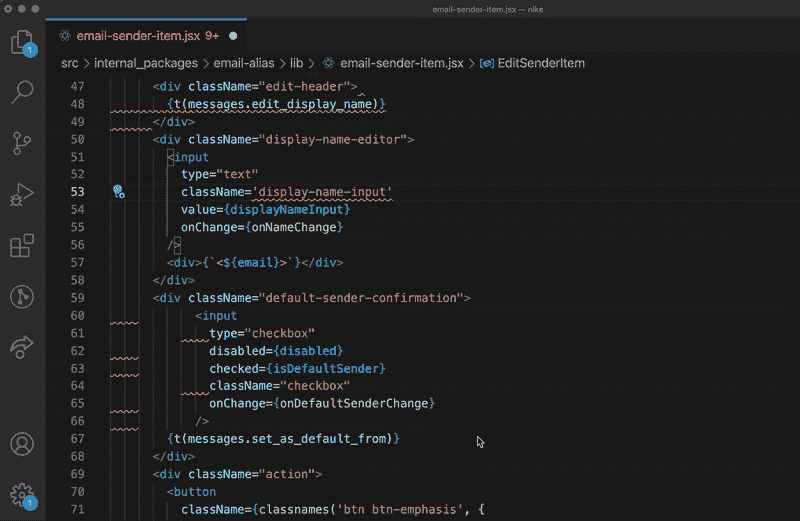 email-sender-item.jsx — nike
email-sender-item.jsx 9+
src > internal_packages > email-alias > lib > email-sender-item.jsx > EditSenderItem
47 <div className="edit-header">
48 {t(messages.edit_display_name)}
49 </div>
50 <div className="display-name-editor">
51 <input
52 type="text"
53 className='display-name-input'
54 value={displayNameInput}
55 onChange={onNameChange}
56 />
57 <div>{`<${email}>`}</div>
58 </div>
59 <div className="default-sender-confirmation">
60 <input
61 type="checkbox"
62 disabled={disabled}
63 checked={isDefaultSender}
64 className="checkbox"
65 onChange={onDefaultSenderChange}
66 />
67 {t(messages.set_as_default_from)}
68 </div>
69 <div className="action">
70 <button
71 className={classnames('btn btn-emphasis', {
1
1